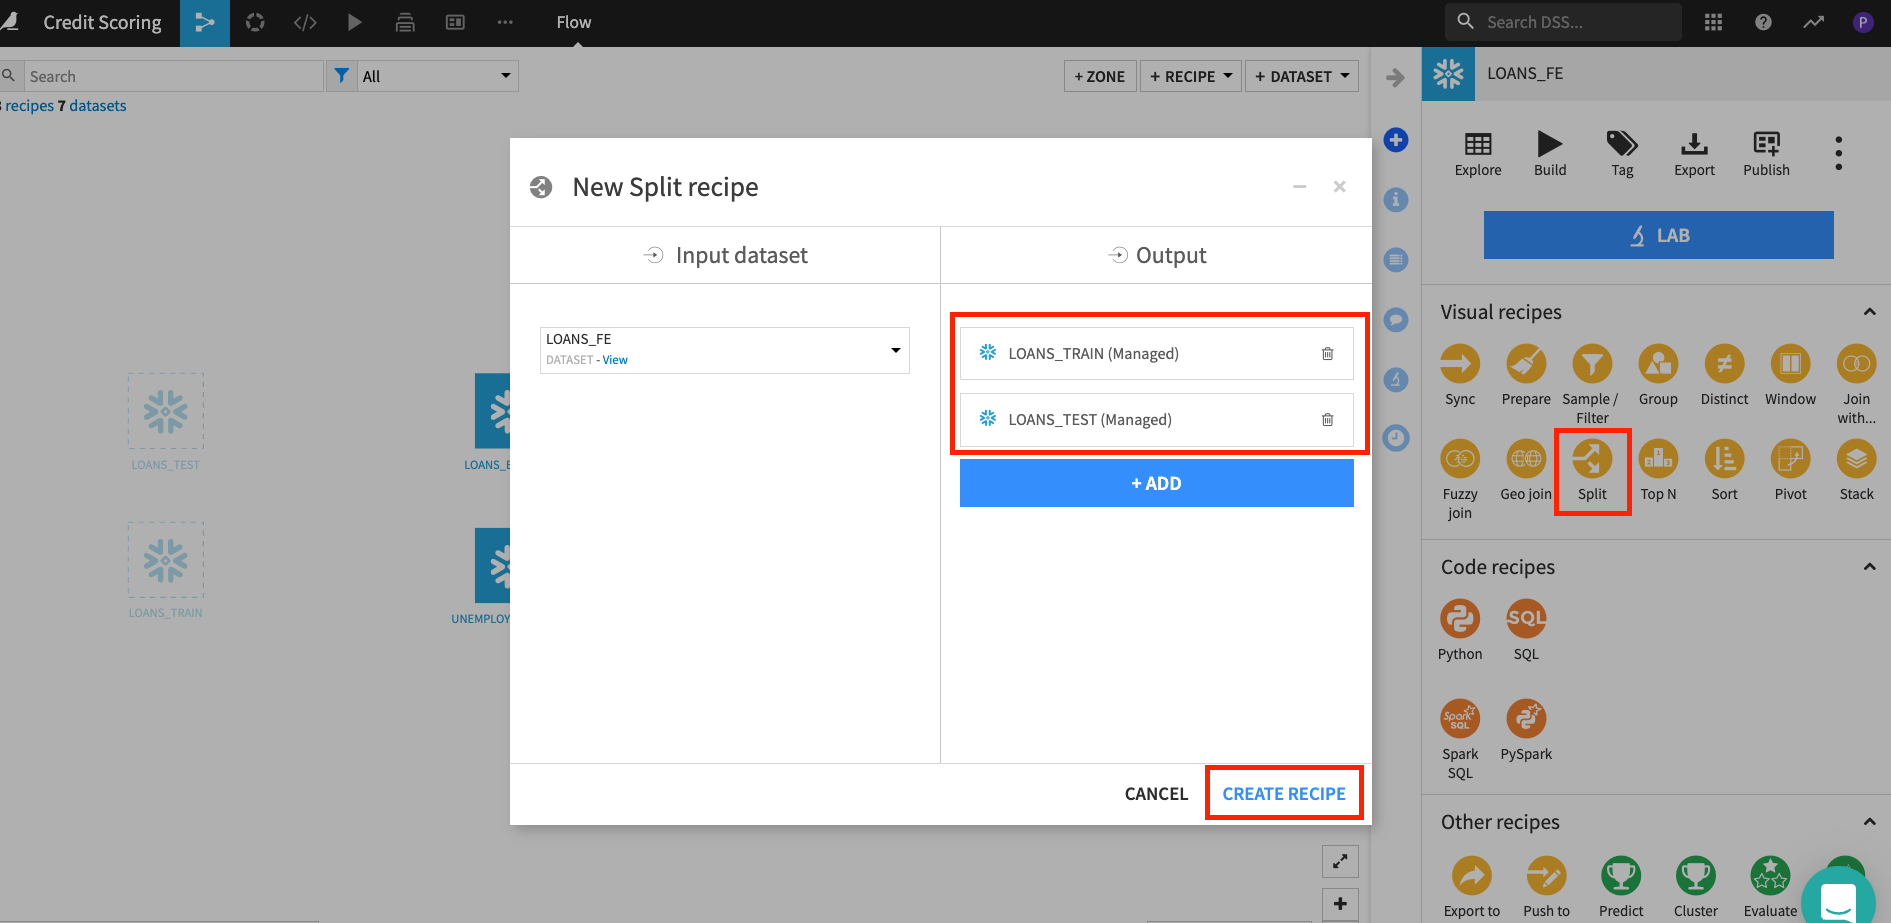 Credit Scoring
Flow
Search DSS...
P
Search
All
+ ZONE
+ RECIPE
+ DATASET
recipes 7 datasets
LOANS_FE
Explore
Build
Tag
Export
Publish
LAB
New Split recipe
Input dataset
Output
LOANS_FE
DATASET - View
LOANS_TRAIN (Managed)
LOANS_TEST (Managed)
+ ADD
CANCEL
CREATE RECIPE
LOANS_TEST
LOANS_TRAIN
LOANS_
UNEMPLOY
Visual recipes
Sync
Prepare
Sample /
Filter
Group
Distinct
Window
Join
with...
Fuzzy
join
Geo join
Split
Top N
Sort
Pivot
Stack
Code recipes
SQL
Python
SQL
Spark
SQL
Spark
SQL
PySpark
Other recipes
Export to
Push to
Predict
Cluster
Evaluate